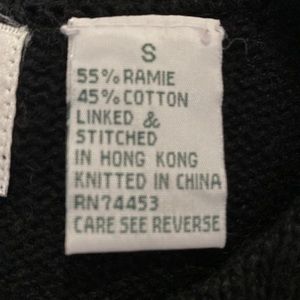 S
55% RAMIE
45% COTTON
LINKED &
STITCHED
IN HONG KONG
KNITTED IN CHINA
RN74453
CARE SEE REVERSE